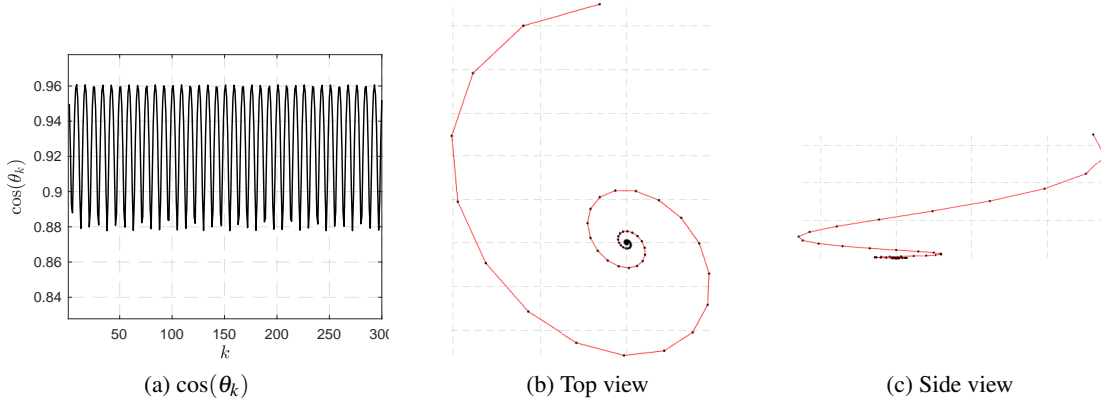 0.96
0.94
0.92
0.9
0.88
0.86
0.84
cos(θₖ)
50 100 150 200 250 300
k
(a) cos(θₖ)
(b) Top view
(c) Side view